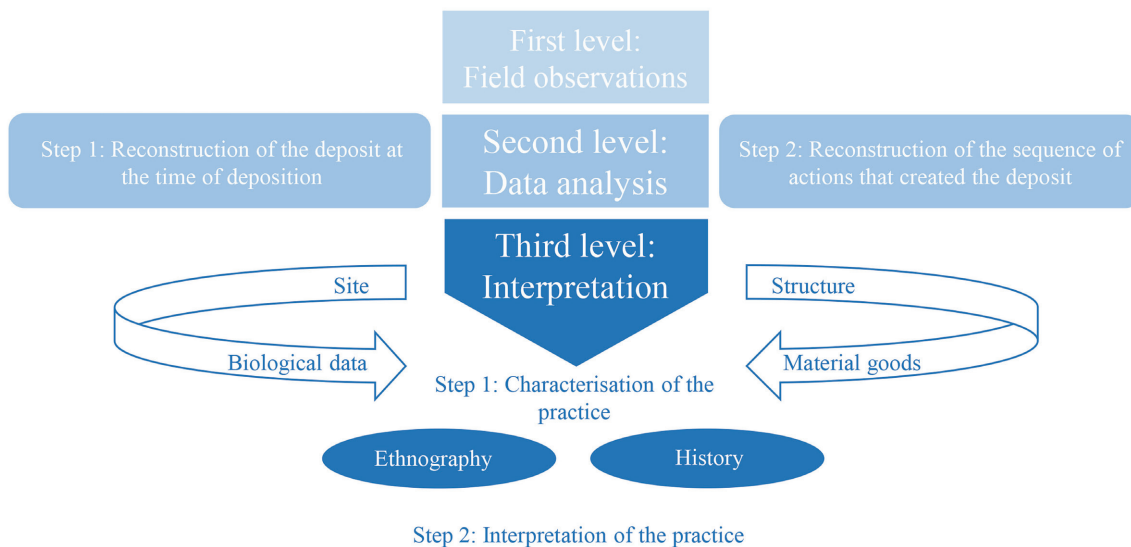 First level:
Field observations
Step 1: Reconstruction of the deposit at
the time of deposition
Second level:
Data analysis
Step 2: Reconstruction of the sequence of
actions that created the deposit
Third level:
Interpretation
Site
Structure
Biological data
Material goods
Step 1: Characterisation of the
practice
Ethnography
History
Step 2: Interpretation of the practice